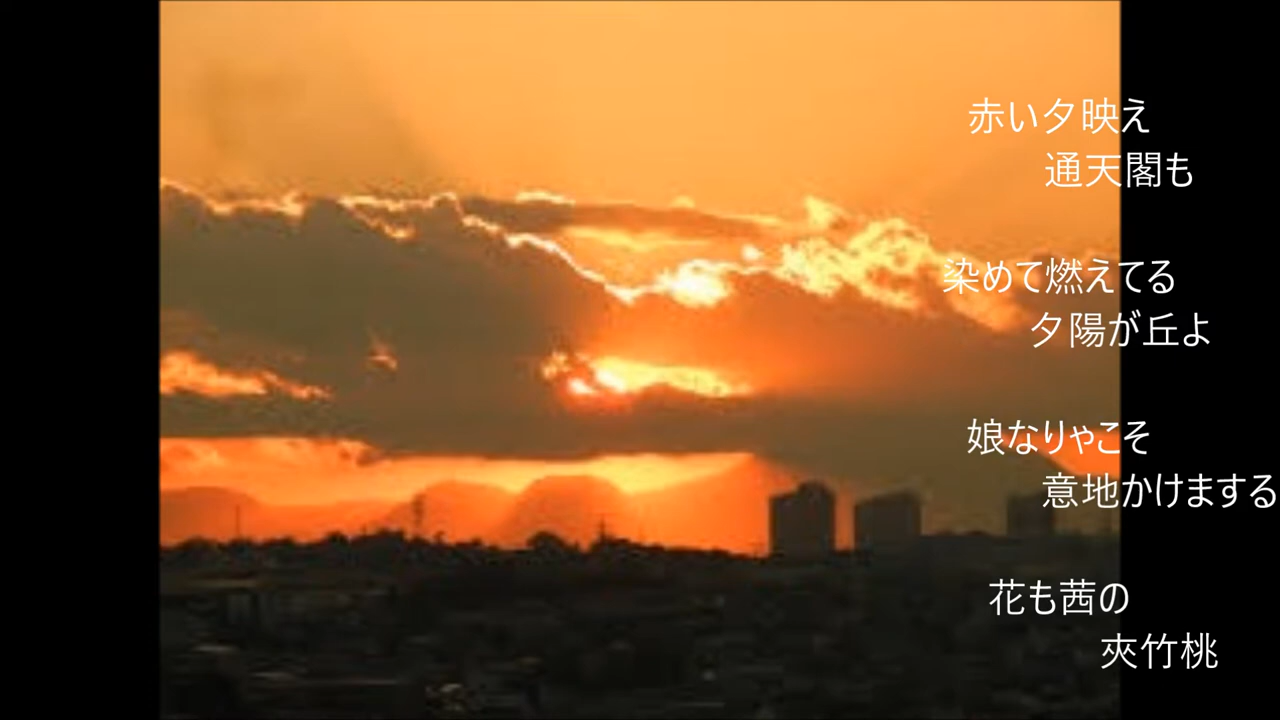 赤い夕映え
通天閣も
染めて燃えてる
夕陽が丘よ
娘なりゃこそ
意地かけまする
花も茜の
夾竹桃